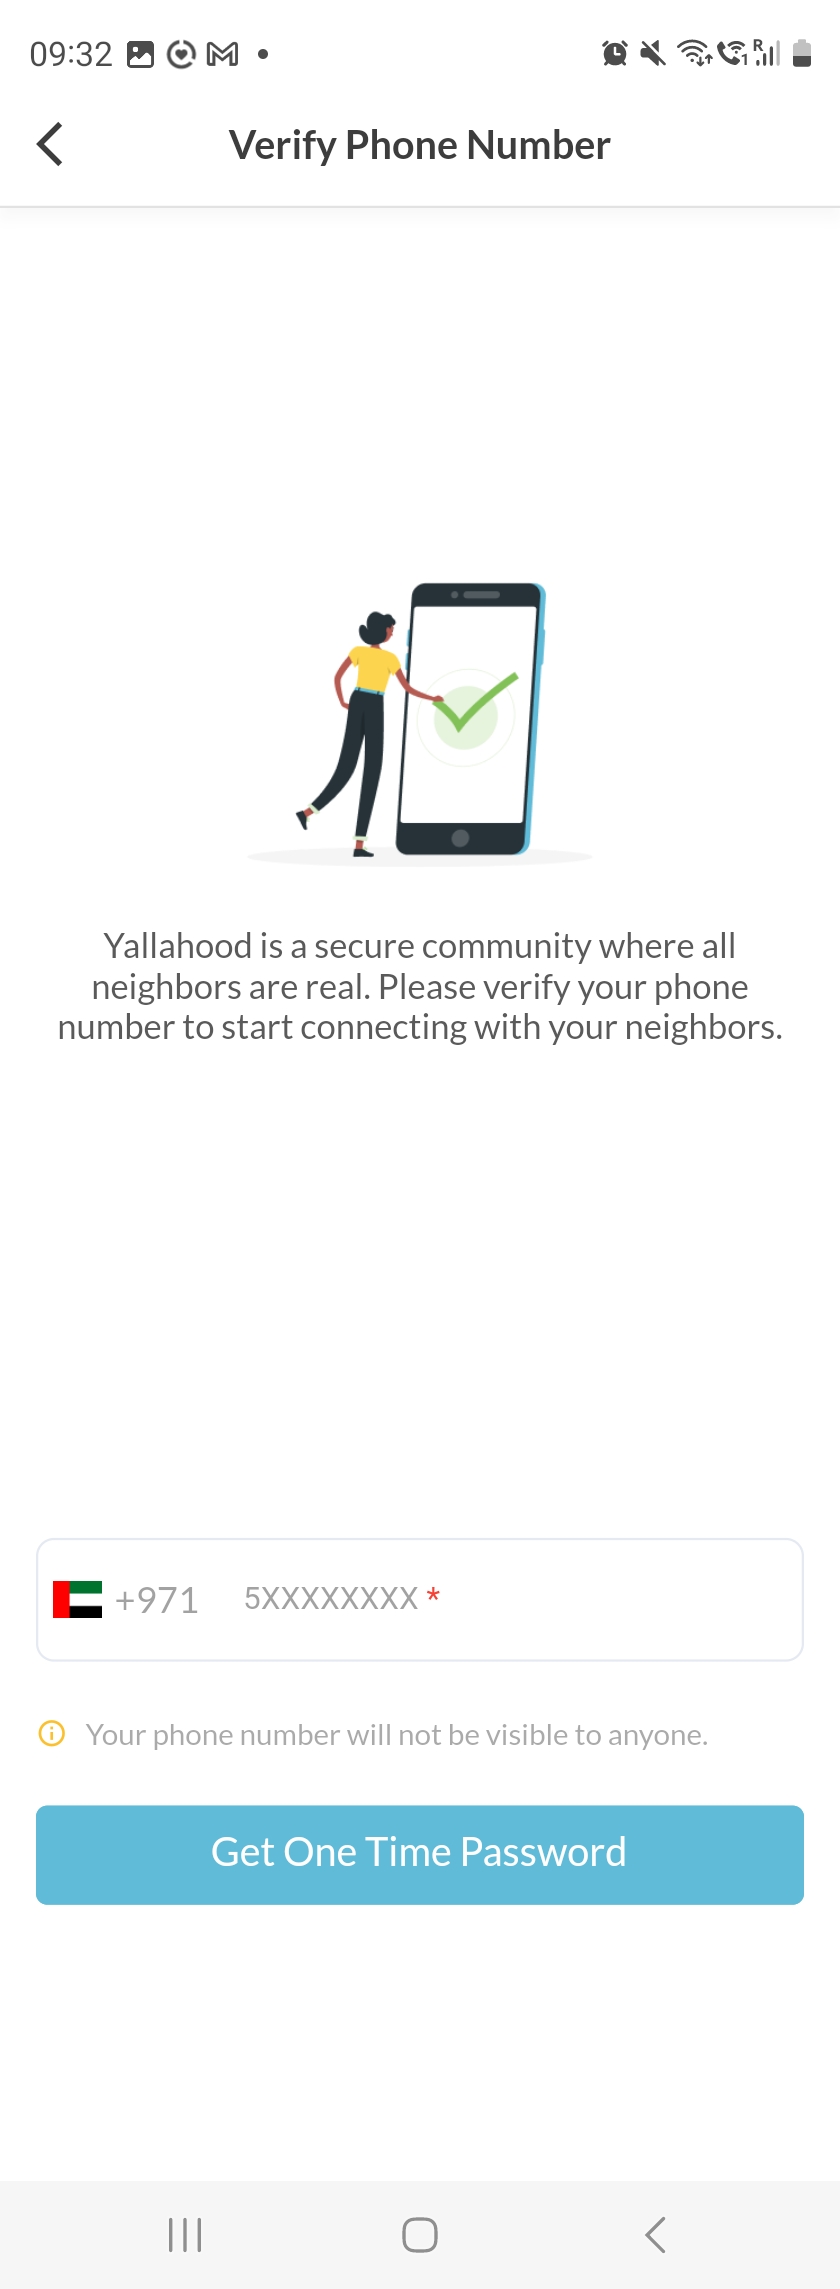 09:32
R
1
Verify Phone Number
Yallahood is a secure community where all
neighbors are real. Please verify your phone
number to start connecting with your neighbors.
+971 5XXXXXXXX *
Your phone number will not be visible to anyone.
Get One Time Password